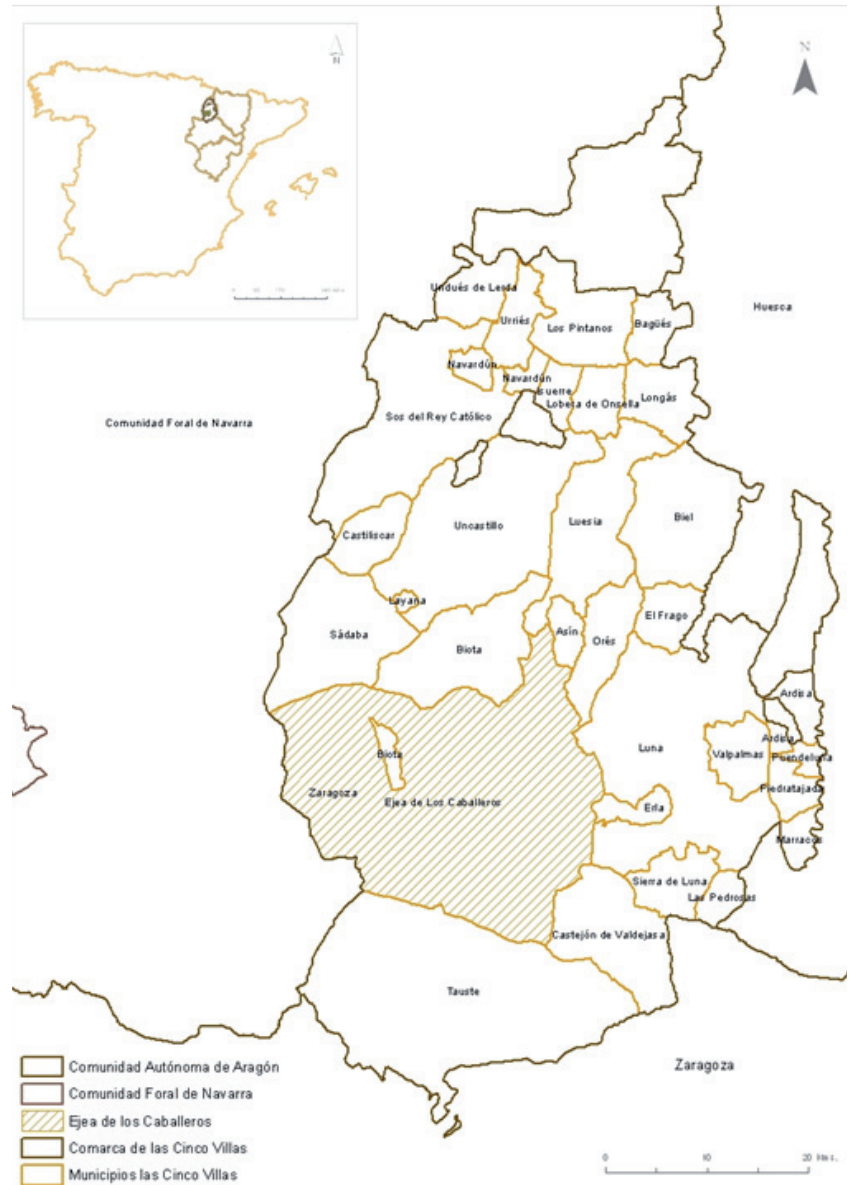 N
N
Undués de Lerda
Urriés
Los Pintanos
Bagüés
Huesca
Navardún
Navardún
Isuerre
Lobera de Onsella
Longás
Sos del Rey Católico
Comunidad Foral de Navarra
Castiliscar
Uncastillo
Luesia
Biel
Layana
Sádaba
Biota
Asín
Orés
El Frago
Ardisa
Ardisa
Luna
Valpalmas
Puendeluna
Biota
Zaragoza
Ejea de Los Caballeros
Piedratajada
Erla
Marracos
Sierra de Luna
Las Pedrosas
Castejón de Valdejasa
Tauste
Zaragoza
Comunidad Autónoma de Aragón
Comunidad Foral de Navarra
Ejea de los Caballeros
Comarca de las Cinco Villas
Municipios las Cinco Villas
0 10 20